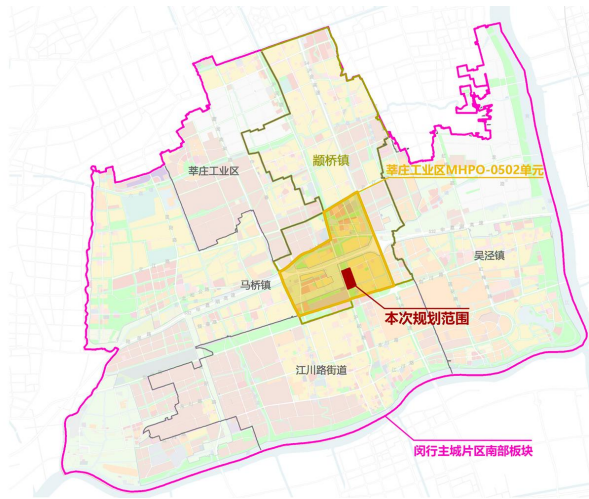 颛桥镇
莘庄工业区
莘庄工业区MHPO-0502单元
吴泾镇
马桥镇
本次规划范围
江川路街道
闵行主城片区南部板块